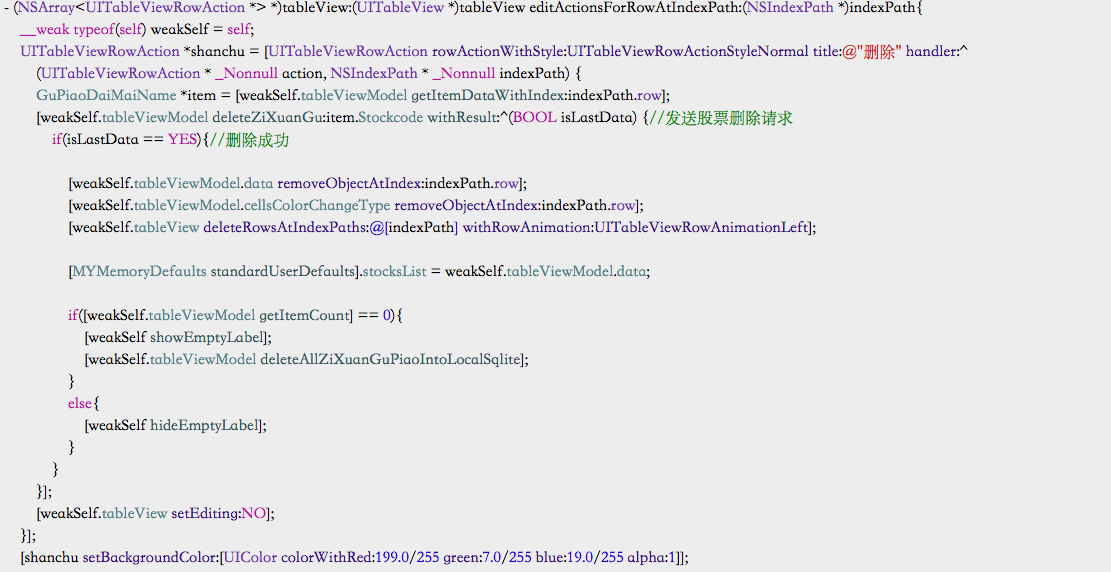 - (NSArray<UITableViewRowAction *> *)tableView:(UITableView *)tableView editActionsForRowAtIndexPath:(NSIndexPath *)indexPath{
__weak typeof(self) weakSelf = self;
UITableViewRowAction *shanchu = [UITableViewRowAction rowActionWithStyle:UITableViewRowActionStyleNormal title:@"删除" handler:^
(UITableViewRowAction * _Nonnull action, NSIndexPath * _Nonnull indexPath) {
GuPiaoDaiMaiName *item = [weakSelf.tableViewModel getItemDataWithIndex:indexPath.row];
[weakSelf.tableViewModel deleteZiXuanGu:item.Stockcode withResult:^(BOOL isLastData) {//发送股票删除请求
if(isLastData == YES){//删除成功
[weakSelf.tableViewModel.data removeObjectAtIndex:indexPath.row];
[weakSelf.tableViewModel.cellsColorChangeType removeObjectAtIndex:indexPath.row];
[weakSelf.tableView deleteRowsAtIndexPaths:@[indexPath] withRowAnimation:UITableViewRowAnimationLeft];
[MYMemoryDefaults standardUserDefaults].stocksList = weakSelf.tableViewModel.data;
if([weakSelf.tableViewModel getItemCount] == 0){
[weakSelf showEmptyLabel];
[weakSelf.tableViewModel deleteAllZiXuanGuPiaoIntoLocalSqlite];
}
else{
[weakSelf hideEmptyLabel];
}
}
}];
[weakSelf.tableView setEditing:NO];
}];
[shanchu setBackgroundColor:[UIColor colorWithRed:199.0/255 green:7.0/255 blue:19.0/255 alpha:1]];